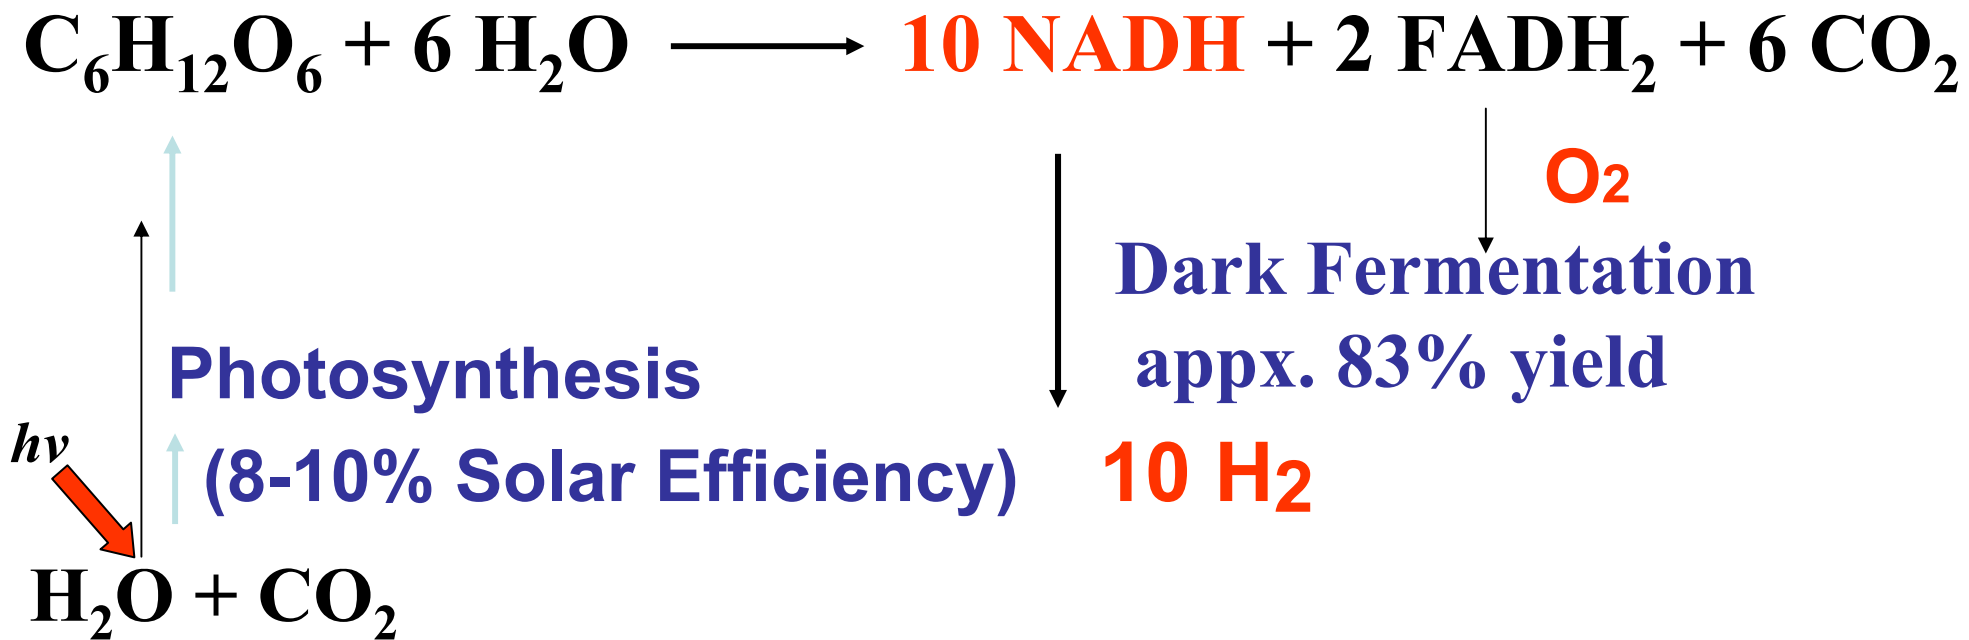 C₆H₁₂O₆ + 6 H₂O ⟶ 10 NADH + 2 FADH₂ + 6 CO₂
O₂
Dark Fermentation
appx. 83% yield
Photosynthesis
(8-10% Solar Efficiency)
10 H₂
hν
H₂O + CO₂